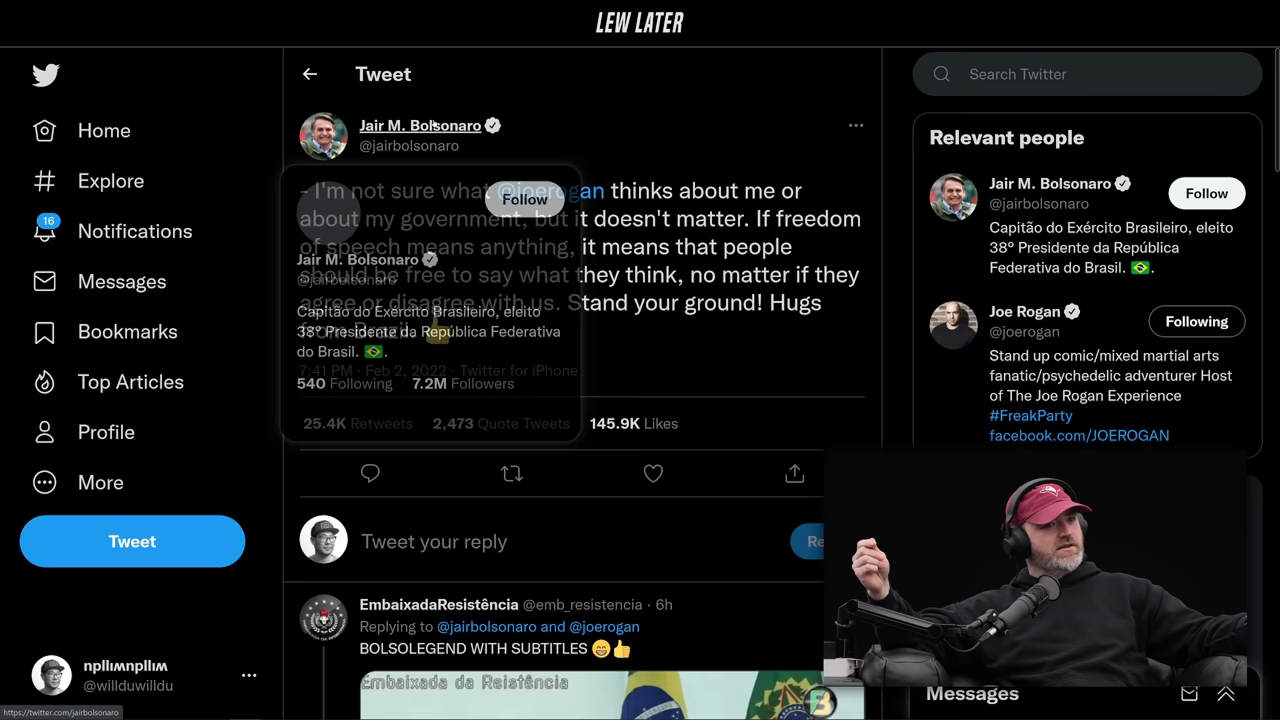 LEW LATER
Home
Explore
16
Notifications
Messages
Bookmarks
Top Articles
Profile
More
Tweet
npllımnpllım
@willduwilldu
https://twitter.com/jairbolsonaro
Tweet
Jair M. Bolsonaro
@jairbolsonaro
- I'm not sure what @joerogan thinks about me or
about my government, but it doesn't matter. If freedom
of speech means anything, it means that people
should be free to say what they think, no matter if they
agree or disagree with us. Stand your ground! Hugs
from Brazil.
7:41 PM · Feb 2, 2022 · Twitter for iPhone
25.4K Retweets 2,473 Quote Tweets 145.9K Likes
Follow
Jair M. Bolsonaro
@jairbolsonaro
Capitão do Exército Brasileiro, eleito
38º Presidente da República Federativa
do Brasil. 🇧🇷.
540 Following 7.2M Followers
Tweet your reply
Re
EmbaixadaResistência @emb_resistencia · 6h
Replying to @jairbolsonaro and @joerogan
BOLSOLEGEND WITH SUBTITLES 😁👍
Embaixada da Resistência
Search Twitter
Relevant people
Jair M. Bolsonaro
@jairbolsonaro
Follow
Capitão do Exército Brasileiro, eleito
38º Presidente da República
Federativa do Brasil. 🇧🇷.
Joe Rogan
@joerogan
Following
Stand up comic/mixed martial arts
fanatic/psychedelic adventurer Host
of The Joe Rogan Experience
#FreakParty
facebook.com/JOEROGAN
Messages